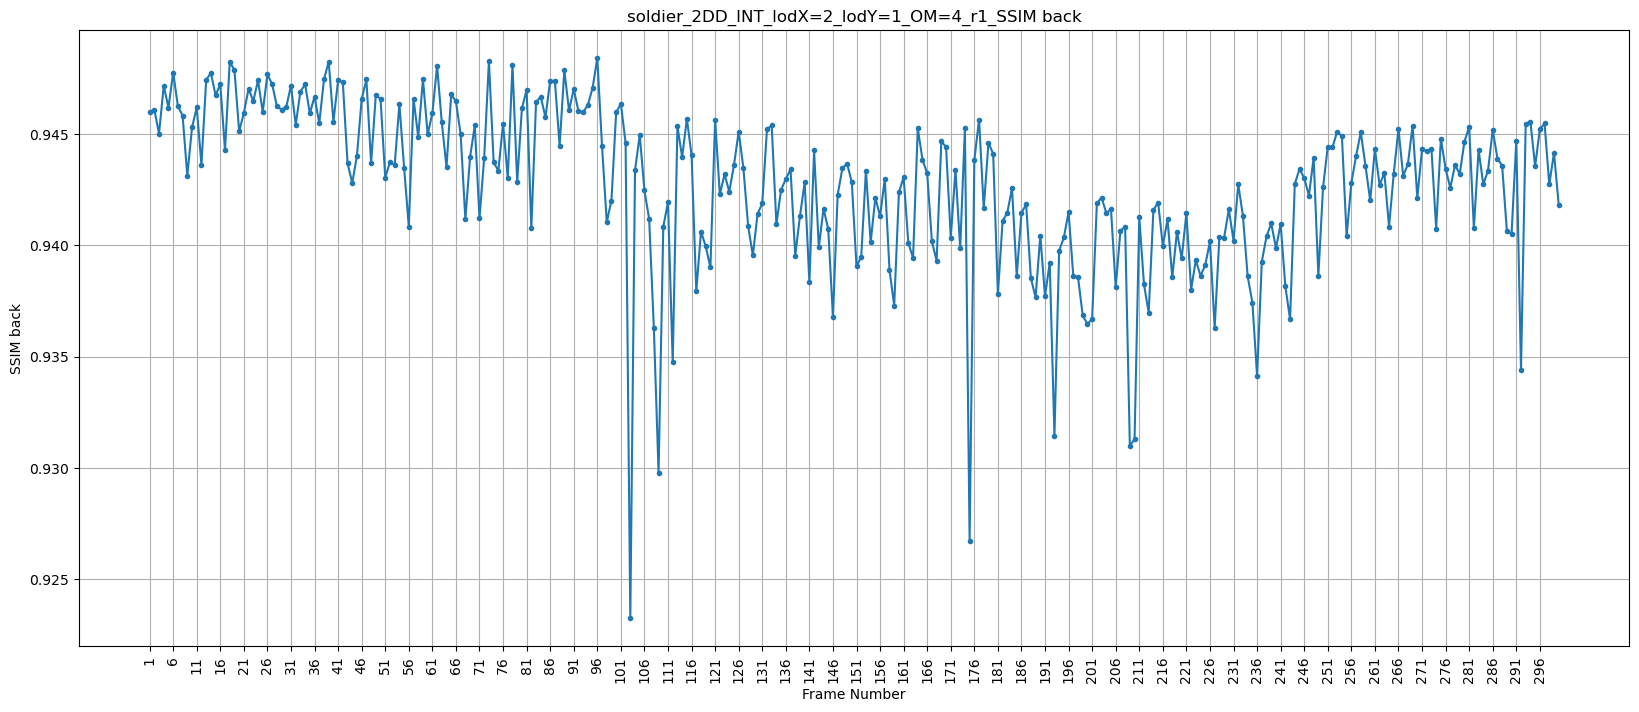 soldier_2DD_INT_lodX=2_lodY=1_OM=4_r1_SSIM back
SSIM back
0.945
0.940
0.935
0.930
0.925
1 6 11 16 21 26 31 36 41 46 51 56 61 66 71 76 81 86 91 96 101 106 111 116 121 126 131 136 141 146 151 156 161 166 171 176 181 186 191 196 201 206 211 216 221 226 231 236 241 246 251 256 261 266 271 276 281 286 291 296
Frame Number